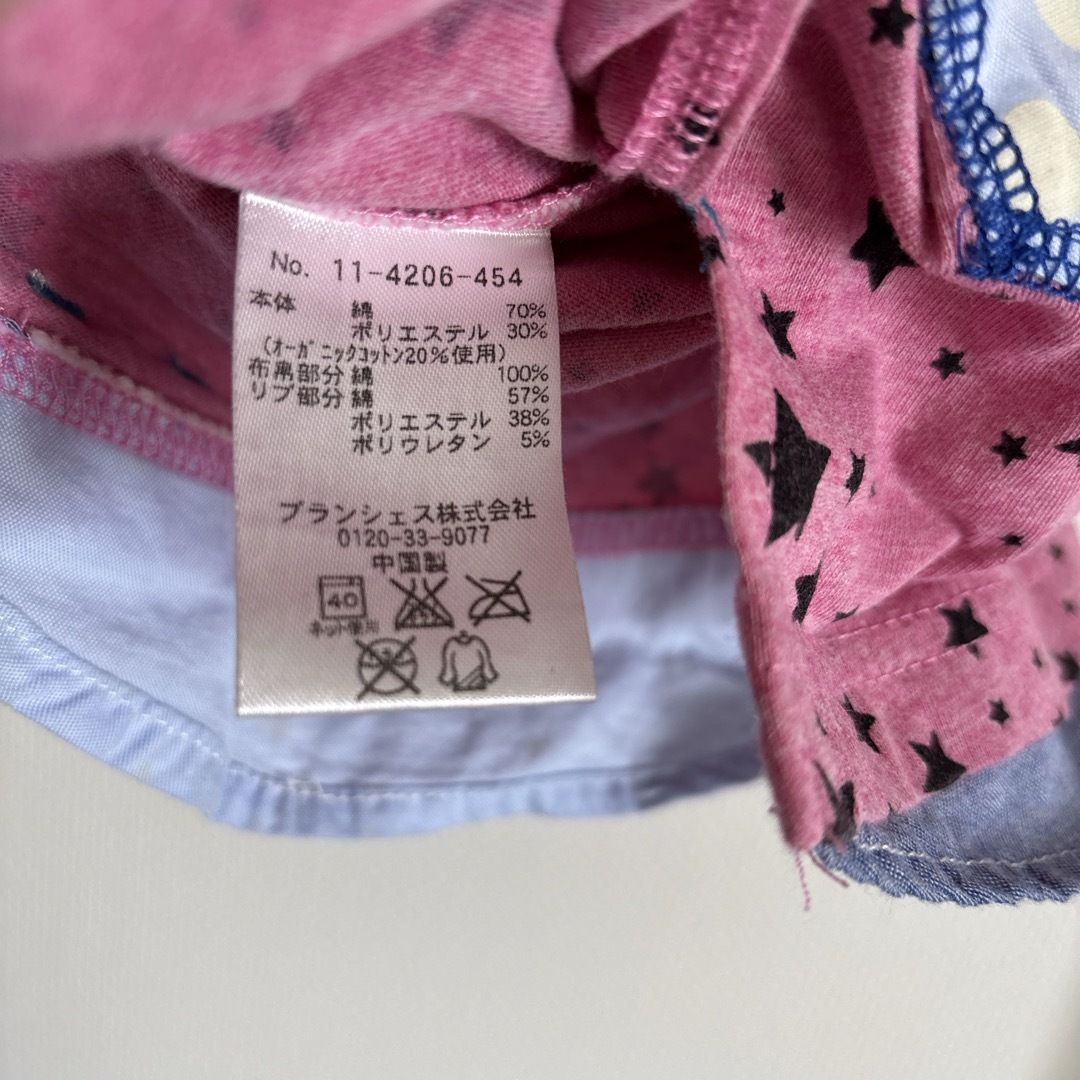 No. 11-4206-454
本体 綿 70%
ポリエステル 30%
(ｵｰｶﾞﾆｯｸｺｯﾄﾝ20%使用)
布帛部分 綿 100%
リブ部分 綿 57%
ポリエステル 38%
ポリウレタン 5%
ブランシェス株式会社
0120-33-9077
中国製
40
ネット使用